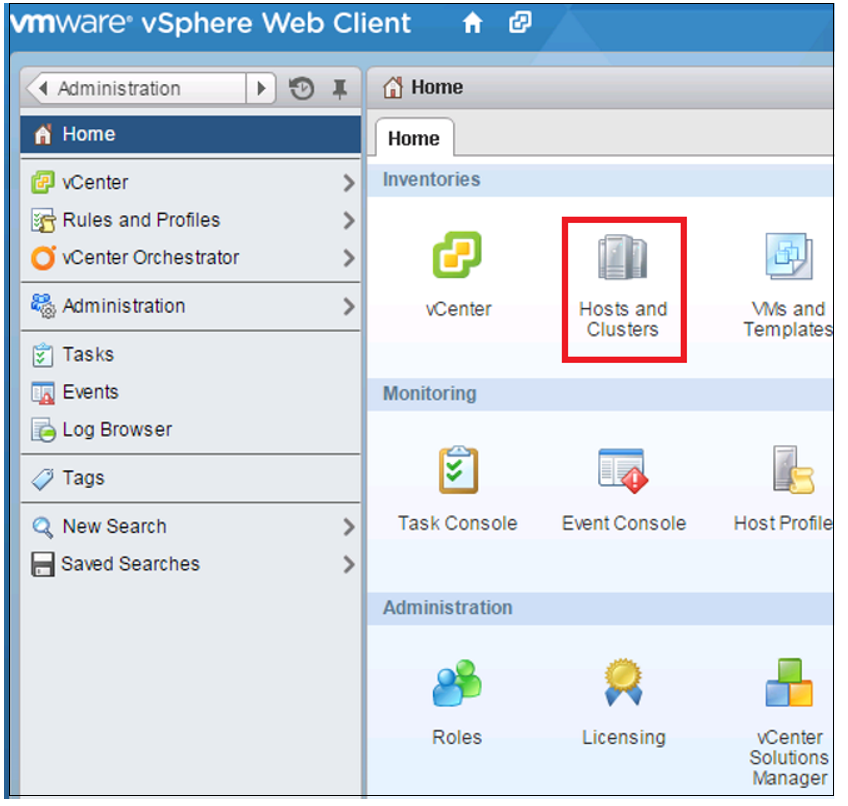 vmware® vSphere Web Client
Administration
Home
vCenter
Rules and Profiles
vCenter Orchestrator
Administration
Tasks
Events
Log Browser
Tags
New Search
Saved Searches
Home
Home
Inventories
vCenter
Hosts and
Clusters
VMs and
Templates
Monitoring
Task Console
Event Console
Host Profile
Administration
Roles
Licensing
vCenter
Solutions
Manager